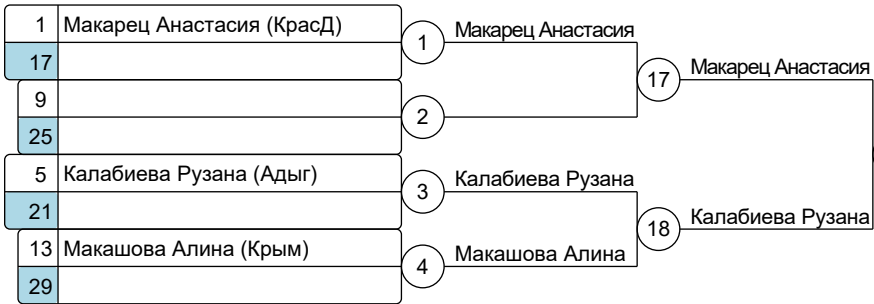 1 Макарец Анастасия (КрасД)
17
1
Макарец Анастасия
9
25
2
17
Макарец Анастасия
5 Калабиева Рузана (Адыг)
21
3
Калабиева Рузана
13 Макашова Алина (Крым)
29
4
Макашова Алина
18
Калабиева Рузана